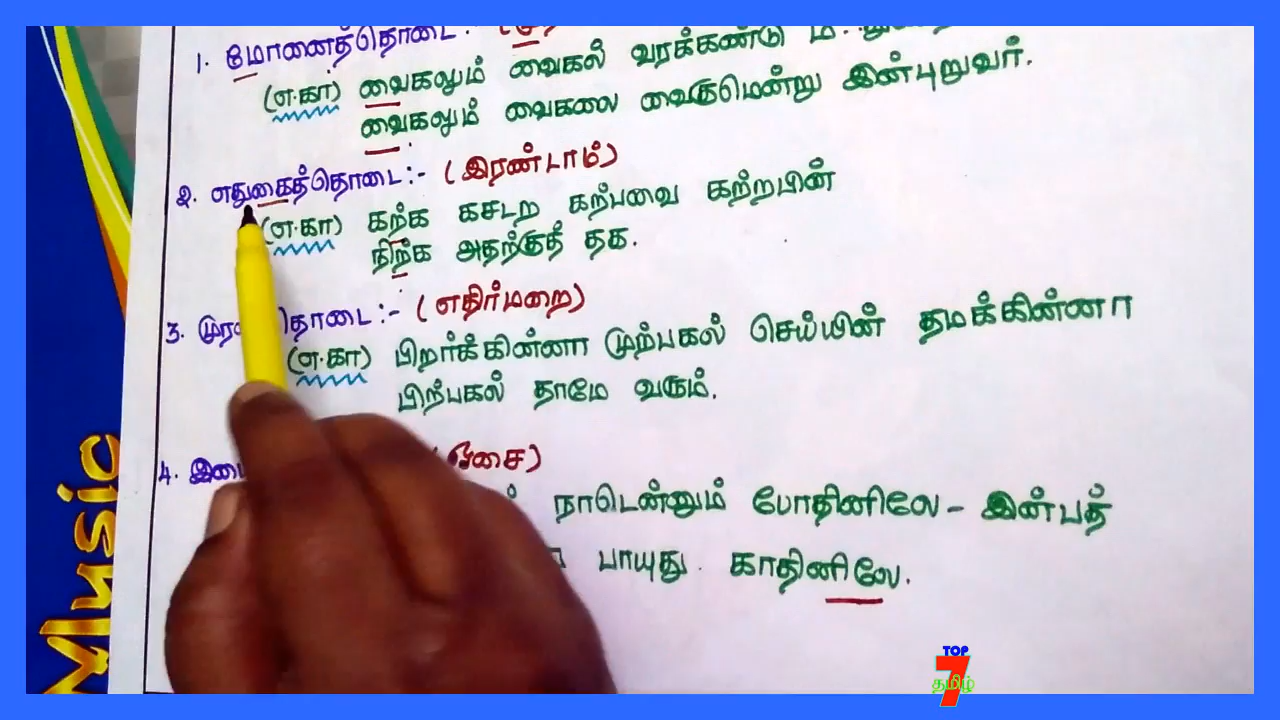 1. மோனைத்தொடை :
(எ.கா) வைகலும் வைகல் வரக்கண்டும்
வைகலும் வைகலை வைகுமென்று இன்புறுவர்.
2. எதுகைத்தொடை :- (இரண்டாம்)
(எ.கா) கற்க கசடற கற்பவை கற்றபின்
நிற்க அதற்குத் தக.
3. தொடை :- (எதிர்மறை)
(எ.கா) பிறர்க்கின்னா முற்பகல் செய்யின் தமக்கின்னா
பிற்பகல் தாமே வரும்.
4. (ஓசை)
நாடென்னும் போதினிலே - இன்பத்
பாயுது காதினிலே.
Music
TOP
7
தமிழ்